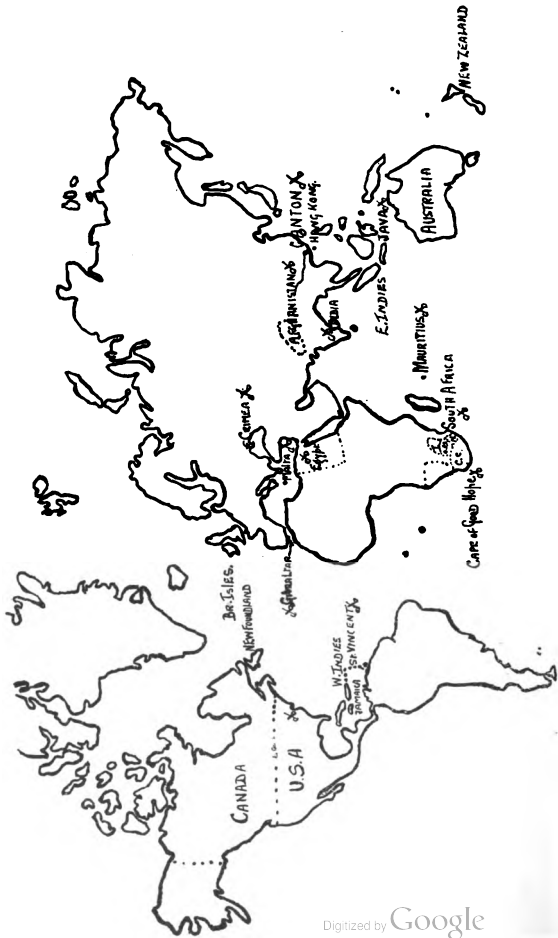 CANADA
U.S.A
NEWFOUNDLAND
BR. ISLES.
W. INDIES
JAMAICA
ST. VINCENT
GIBRALTAR
MALTA
EGYPT
CRIMEA
AFGHANISTAN
INDIA
CANTON
HONG KONG.
E. INDIES
JAVA
AUSTRALIA
NEW ZEALAND
MAURITIUS
SOUTH AFRICA
C.C.
CAPE OF GOOD HOPE
Digitized by Google